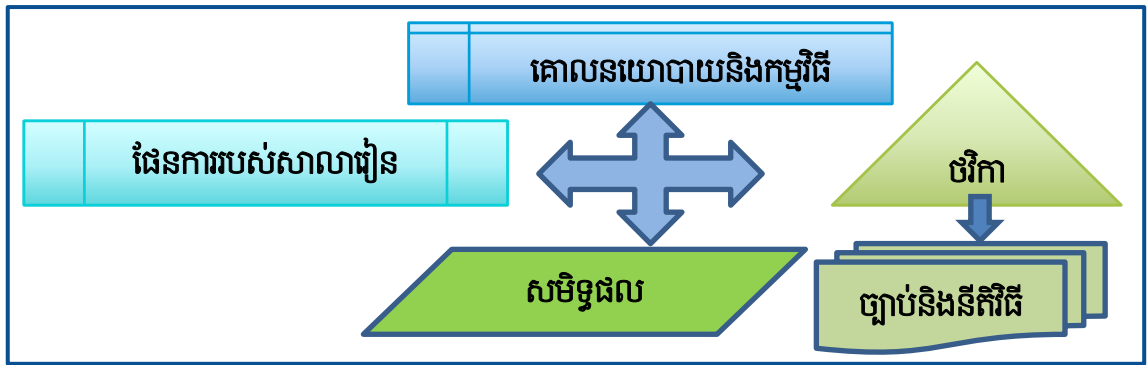 គោលនយោបាយនិងកម្មវិធី
ផែនការរបស់សាលារៀន
ថវិកា
សមិទ្ធផល
ច្បាប់និងនីតិវិធី